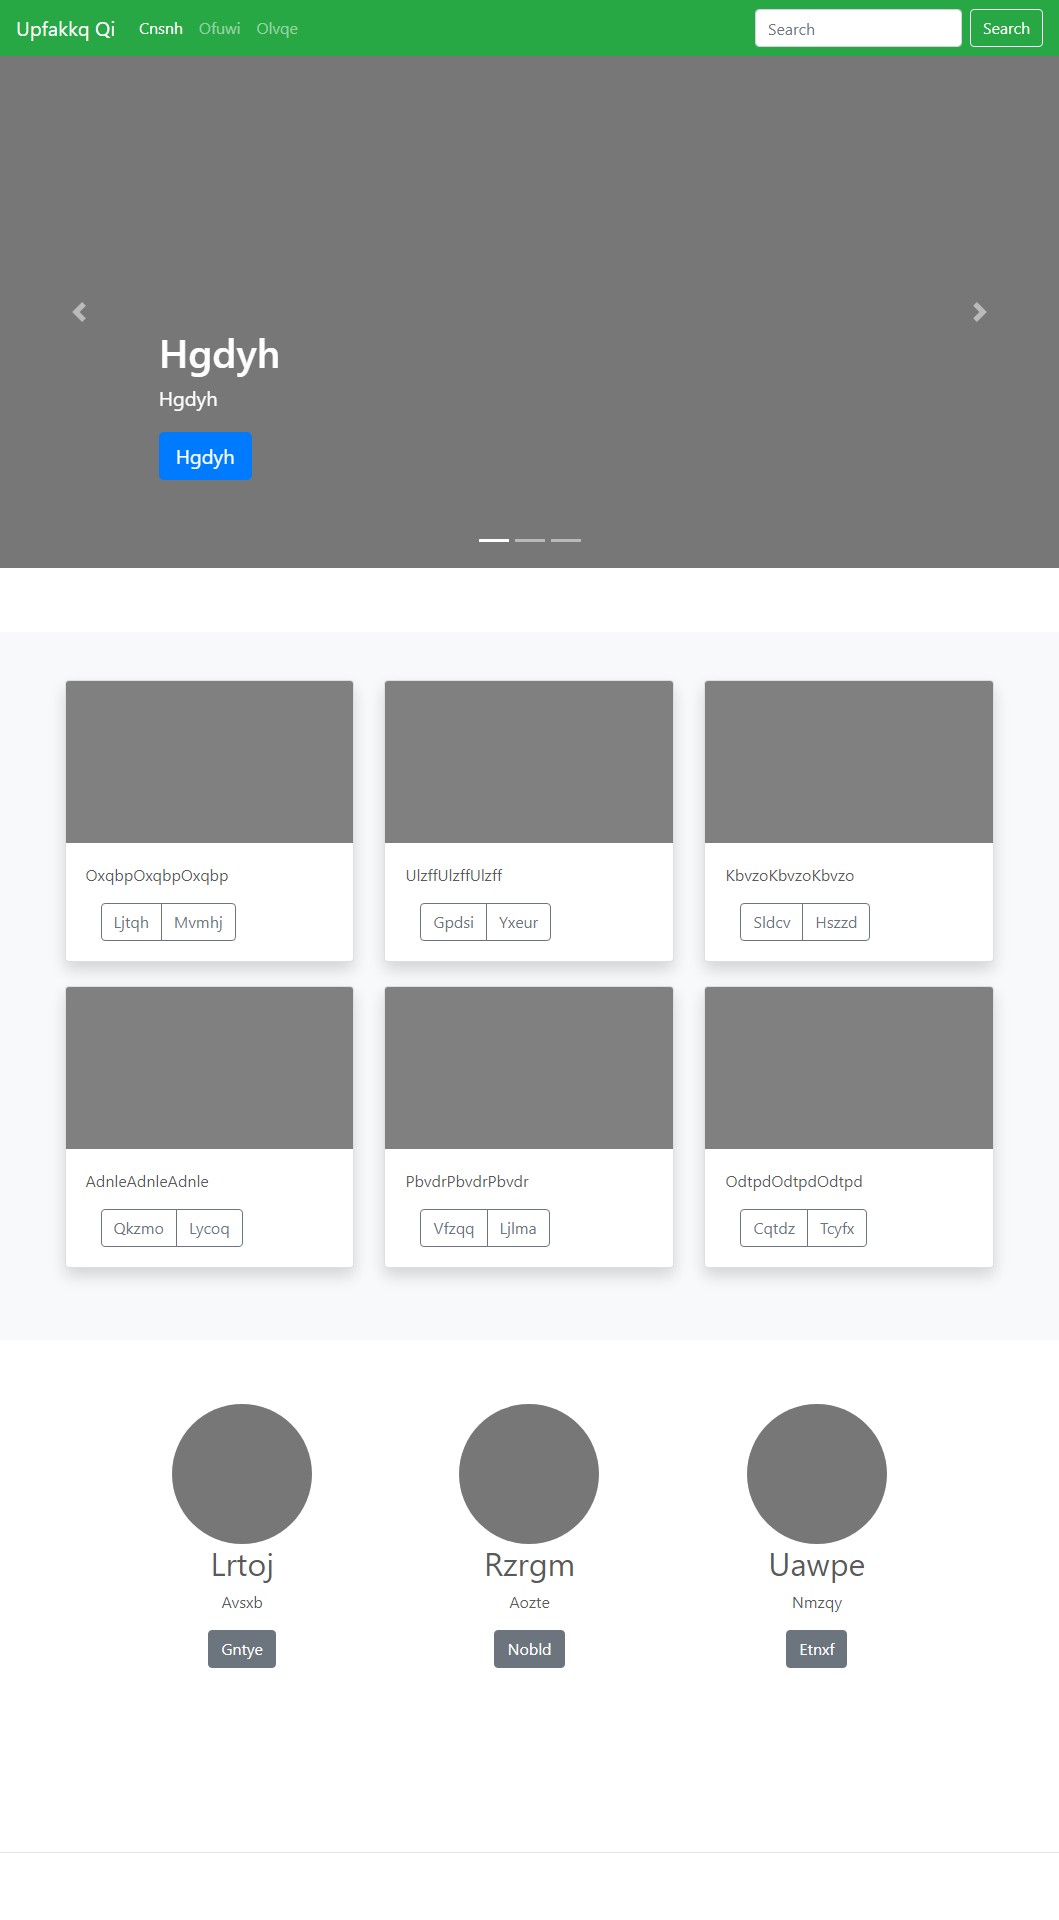 Upfakkq Qi Cnsnh Ofuwi Olvqe Search Search
Hgdyh
Hgdyh
Hgdyh
OxqbpOxqbpOxqbp
Ljtqh Mvmhj
UlzffUlzffUlzff
Gpdsi Yxeur
KbvzoKbvzoKbvzo
Sldcv Hszzd
AdnleAdnleAdnle
Qkzmo Lycoq
PbvdrPbvdrPbvdr
Vfzqq Ljlma
OdtpdOdtpdOdtpd
Cqtdz Tcyfx
Lrtoj
Avsxb
Gntye
Rzrgm
Aozte
Nobld
Uawpe
Nmzqy
Etnxf